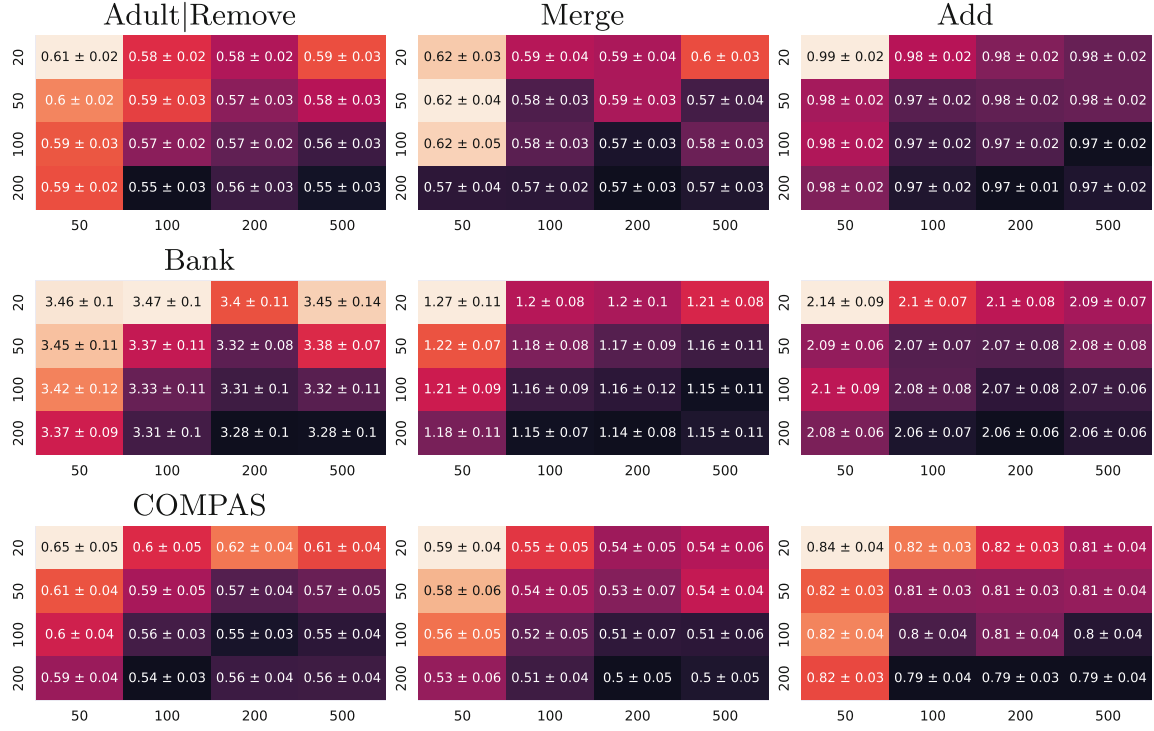 Adult|Remove Merge Add
20 0.61 ± 0.02 0.58 ± 0.02 0.58 ± 0.02 0.59 ± 0.03 20 0.62 ± 0.03 0.59 ± 0.04 0.59 ± 0.04 0.6 ± 0.03 20 0.99 ± 0.02 0.98 ± 0.02 0.98 ± 0.02 0.98 ± 0.02
50 0.6 ± 0.02 0.59 ± 0.03 0.57 ± 0.03 0.58 ± 0.03 50 0.62 ± 0.04 0.58 ± 0.03 0.59 ± 0.03 0.57 ± 0.04 50 0.98 ± 0.02 0.97 ± 0.02 0.98 ± 0.02 0.98 ± 0.02
100 0.59 ± 0.03 0.57 ± 0.02 0.57 ± 0.02 0.56 ± 0.03 100 0.62 ± 0.05 0.58 ± 0.03 0.57 ± 0.03 0.58 ± 0.03 100 0.98 ± 0.02 0.97 ± 0.02 0.97 ± 0.02 0.97 ± 0.02
200 0.59 ± 0.02 0.55 ± 0.03 0.56 ± 0.03 0.55 ± 0.03 200 0.57 ± 0.04 0.57 ± 0.02 0.57 ± 0.03 0.57 ± 0.03 200 0.98 ± 0.02 0.97 ± 0.02 0.97 ± 0.01 0.97 ± 0.02
50 100 200 500 50 100 200 500 50 100 200 500
Bank
20 3.46 ± 0.1 3.47 ± 0.1 3.4 ± 0.11 3.45 ± 0.14 20 1.27 ± 0.11 1.2 ± 0.08 1.2 ± 0.1 1.21 ± 0.08 20 2.14 ± 0.09 2.1 ± 0.07 2.1 ± 0.08 2.09 ± 0.07
50 3.45 ± 0.11 3.37 ± 0.11 3.32 ± 0.08 3.38 ± 0.07 50 1.22 ± 0.07 1.18 ± 0.08 1.17 ± 0.09 1.16 ± 0.11 50 2.09 ± 0.06 2.07 ± 0.07 2.07 ± 0.08 2.08 ± 0.08
100 3.42 ± 0.12 3.33 ± 0.11 3.31 ± 0.1 3.32 ± 0.11 100 1.21 ± 0.09 1.16 ± 0.09 1.16 ± 0.12 1.15 ± 0.11 100 2.1 ± 0.09 2.08 ± 0.08 2.07 ± 0.08 2.07 ± 0.06
200 3.37 ± 0.09 3.31 ± 0.1 3.28 ± 0.1 3.28 ± 0.1 200 1.18 ± 0.11 1.15 ± 0.07 1.14 ± 0.08 1.15 ± 0.11 200 2.08 ± 0.06 2.06 ± 0.07 2.06 ± 0.06 2.06 ± 0.06
50 100 200 500 50 100 200 500 50 100 200 500
COMPAS
20 0.65 ± 0.05 0.6 ± 0.05 0.62 ± 0.04 0.61 ± 0.04 20 0.59 ± 0.04 0.55 ± 0.05 0.54 ± 0.05 0.54 ± 0.06 20 0.84 ± 0.04 0.82 ± 0.03 0.82 ± 0.03 0.81 ± 0.04
50 0.61 ± 0.04 0.59 ± 0.05 0.57 ± 0.04 0.57 ± 0.05 50 0.58 ± 0.06 0.54 ± 0.05 0.53 ± 0.07 0.54 ± 0.04 50 0.82 ± 0.03 0.81 ± 0.03 0.81 ± 0.03 0.81 ± 0.04
100 0.6 ± 0.04 0.56 ± 0.03 0.55 ± 0.03 0.55 ± 0.04 100 0.56 ± 0.05 0.52 ± 0.05 0.51 ± 0.07 0.51 ± 0.06 100 0.82 ± 0.04 0.8 ± 0.04 0.81 ± 0.04 0.8 ± 0.04
200 0.59 ± 0.04 0.54 ± 0.03 0.56 ± 0.04 0.56 ± 0.04 200 0.53 ± 0.06 0.51 ± 0.04 0.5 ± 0.05 0.5 ± 0.05 200 0.82 ± 0.03 0.79 ± 0.04 0.79 ± 0.03 0.79 ± 0.04
50 100 200 500 50 100 200 500 50 100 200 500